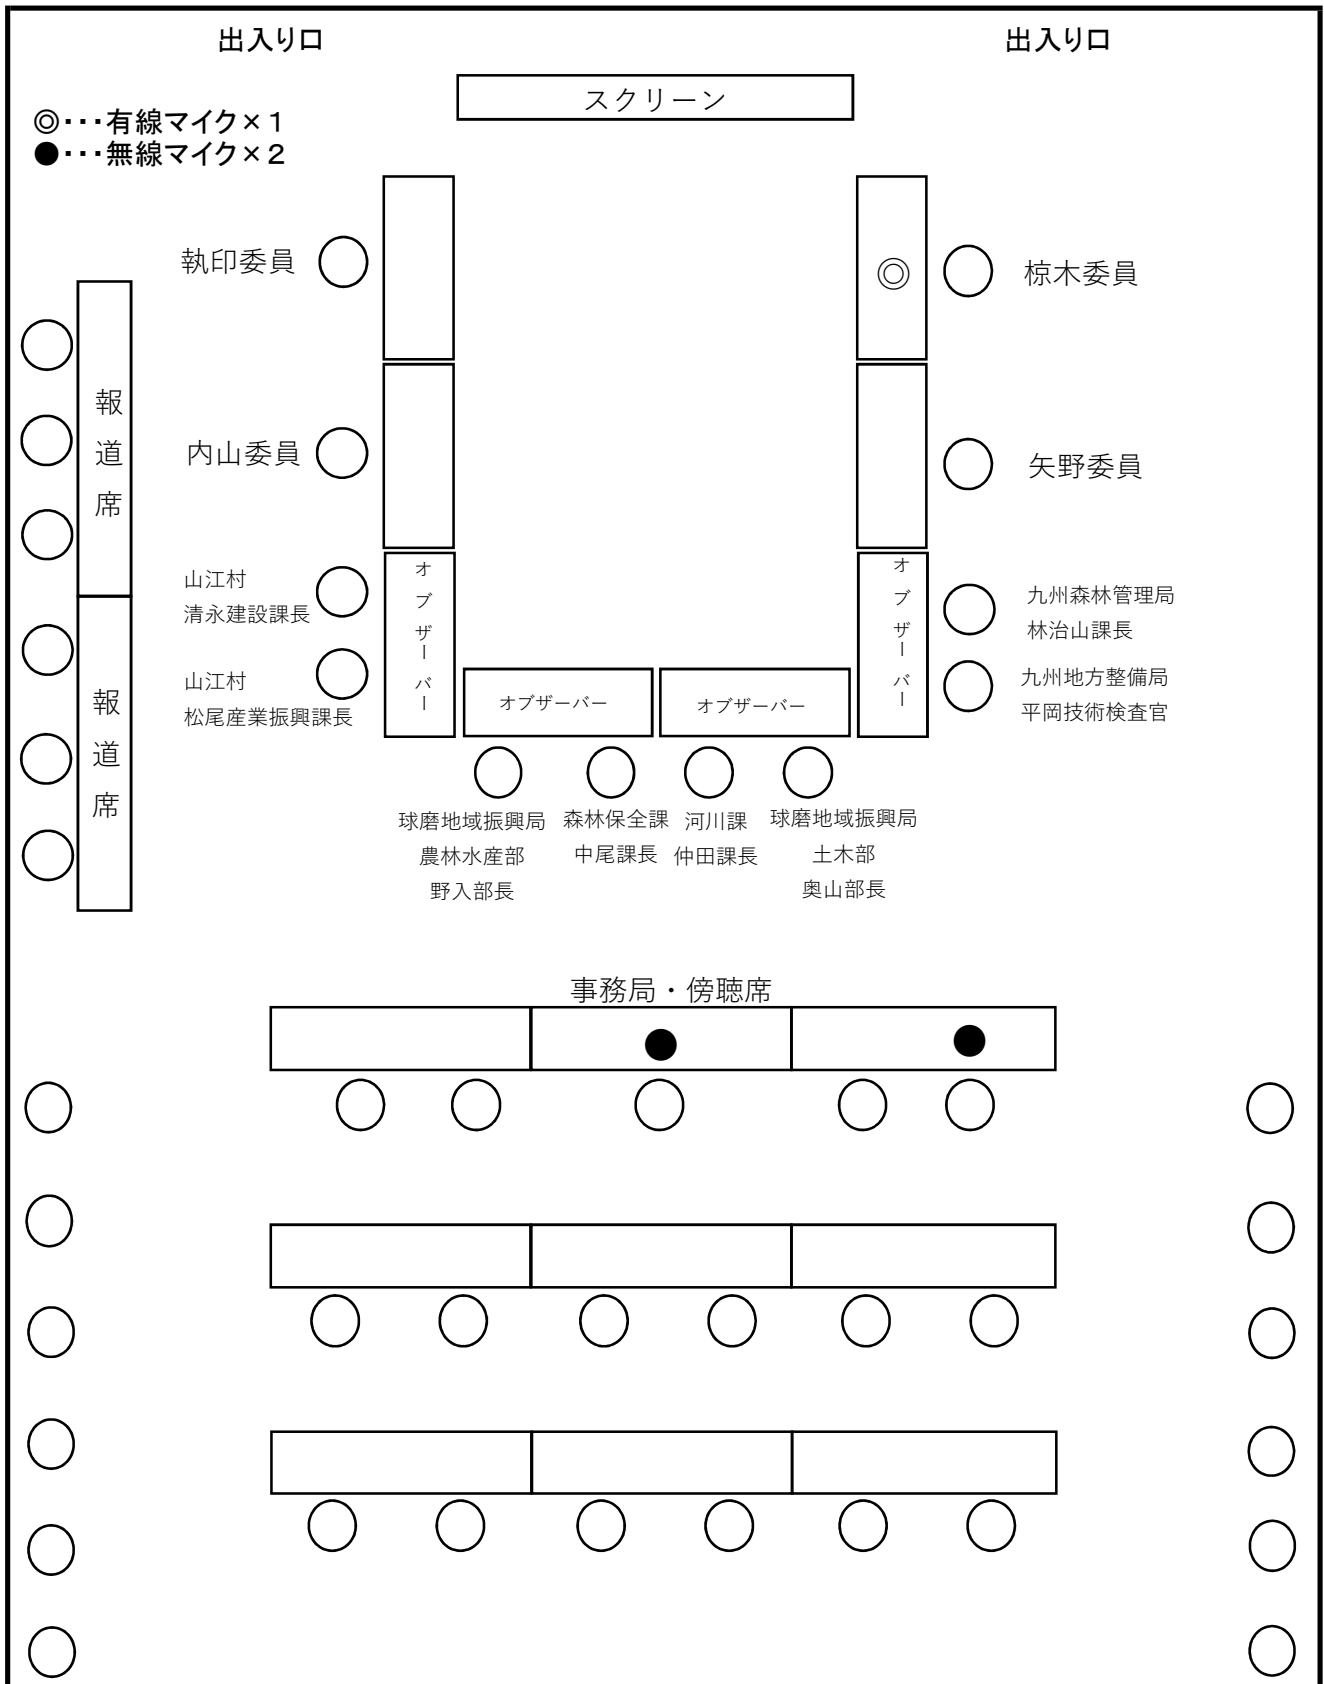 出入り口
出入り口
スクリーン
◎・・・有線マイク×1
●・・・無線マイク×2
執印委員
◎
椋木委員
内山委員
矢野委員
報道席
報道席
山江村
清永建設課長
山江村
松尾産業振興課長
オブザーバー
オブザーバー
九州森林管理局
林治山課長
九州地方整備局
平岡技術検査官
オブザーバー
オブザーバー
球磨地域振興局
農林水産部
野入部長
森林保全課
中尾課長
河川課
仲田課長
球磨地域振興局
土木部
奥山部長
事務局・傍聴席